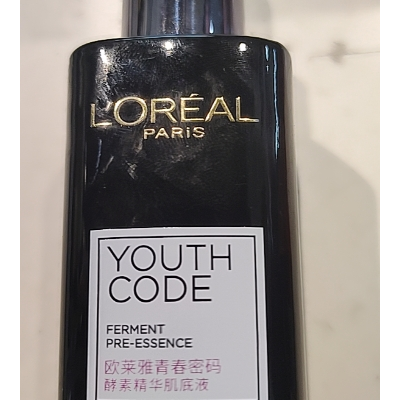 L'ORÉAL
PARIS
YOUTH
CODE
FERMENT
PRE-ESSENCE
欧莱雅青春密码
酵素精华肌底液